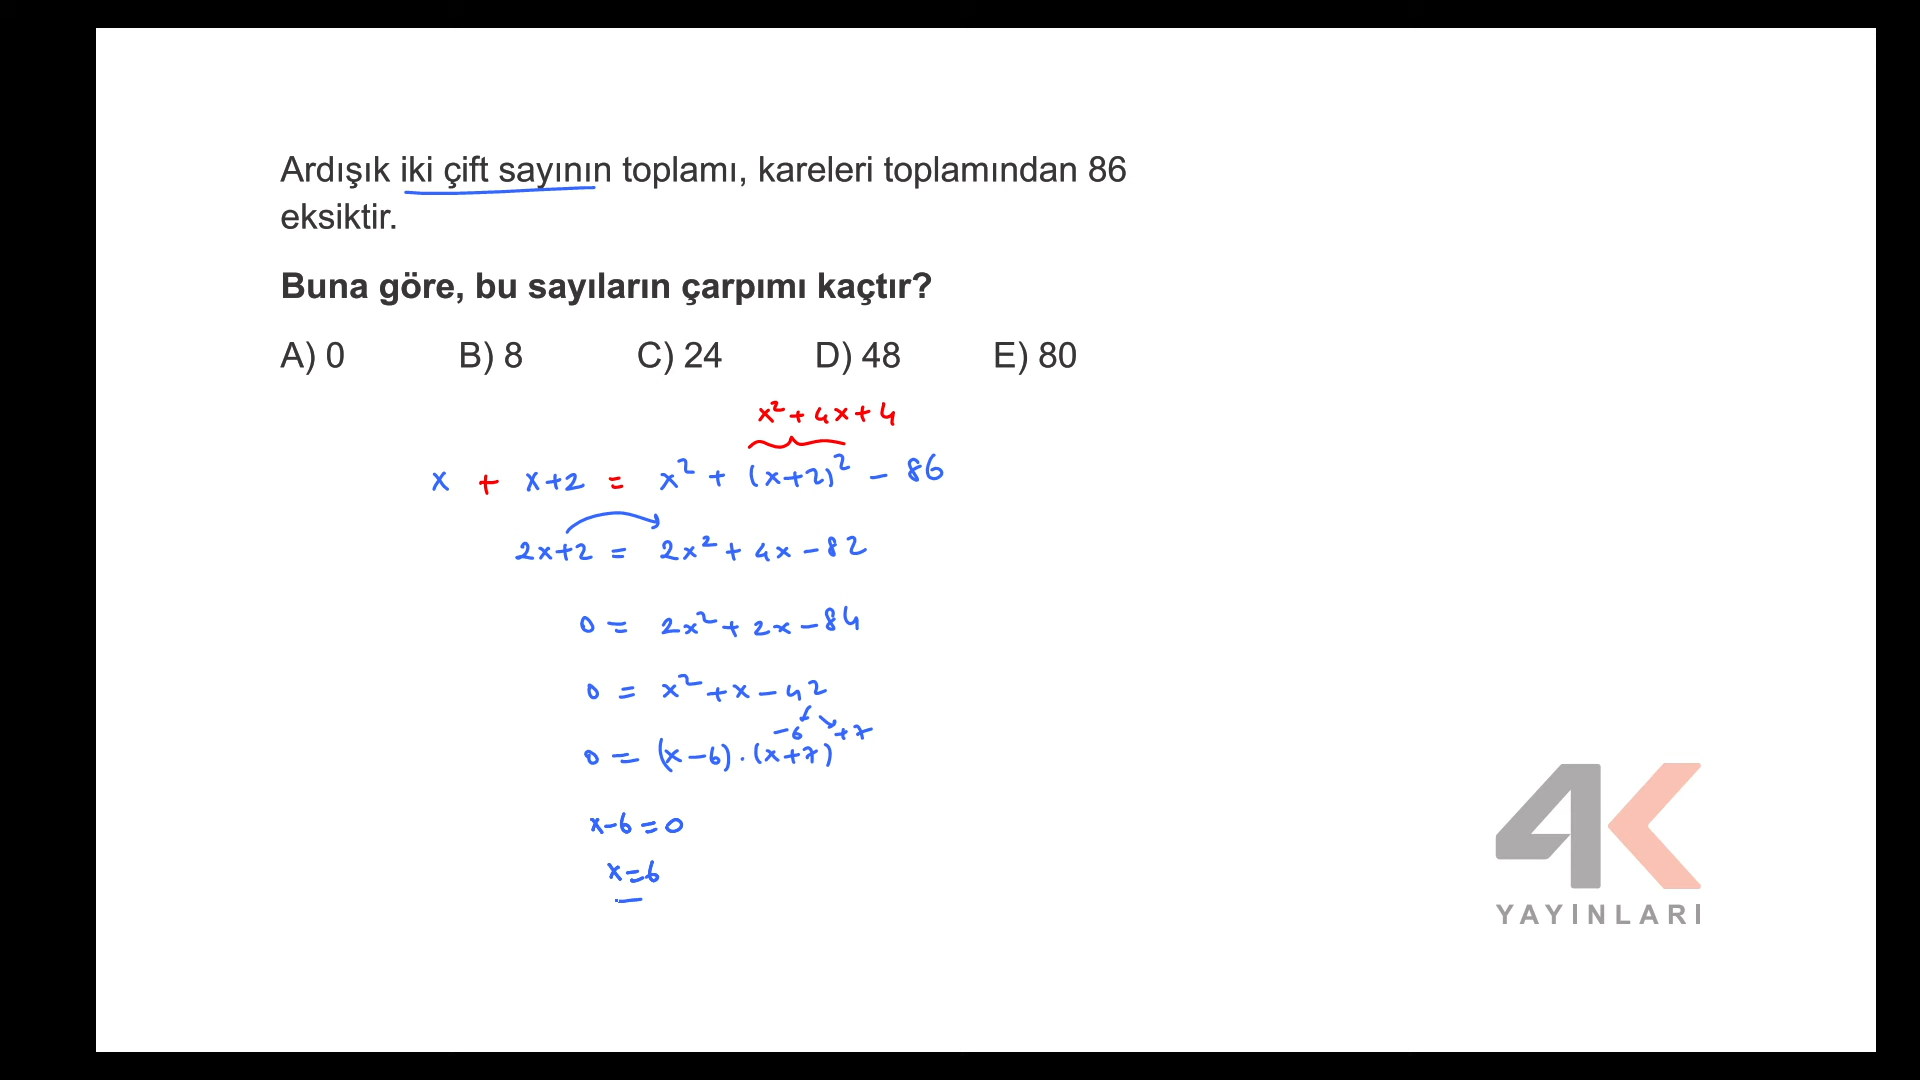 Ardışık iki çift sayının toplamı, kareleri toplamından 86
eksiktir.
Buna göre, bu sayıların çarpımı kaçtır?
A) 0 B) 8 C) 24 D) 48 E) 80
x² + 4x + 4
x + x+2 = x² + (x+2)² - 86
2x+2 = 2x² + 4x - 82
0 = 2x² + 2x - 84
0 = x² + x - 42
-6 +7
0 = (x-6) . (x+7)
x-6=0
x=6
4K
YAYINLARI